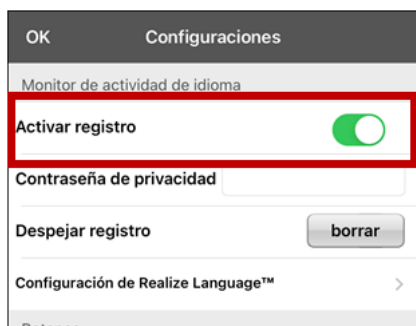 OK Configuraciones
Monitor de actividad de idioma
Activar registro
Contraseña de privacidad
Despejar registro borrar
Configuración de Realize Language™